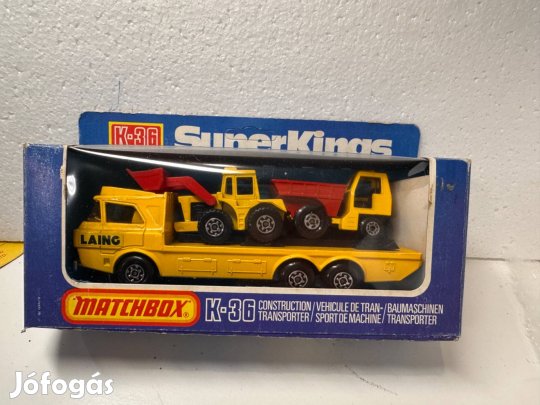 K-36 SuperKings
LAING
MATCHBOX® K-36 CONSTRUCTION/VEHICULE DE TRAN-/BAUMASCHINEN
TRANSPORTER/SPORT DE MACHINE/TRANSPORTER
Jófogás